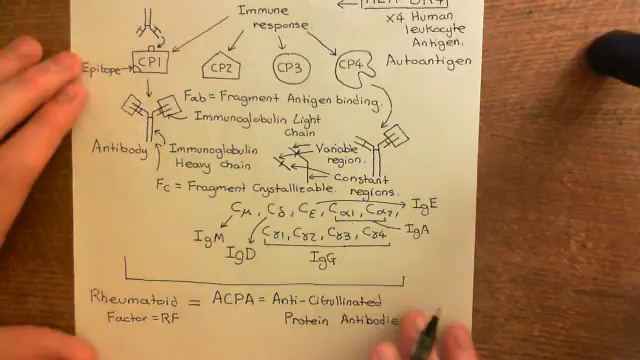 Immune
response.
HLA-DR4
x4 Human
leukocyte
Antigen.
Epitope
CP1
CP2
CP3
CP4
Autoantigen
Fab = Fragment Antigen binding.
Immunoglobulin Light
Chain
Antibody
Immunoglobulin
Heavy chain
Variable
region.
Constant
regions.
Fc = Fragment Crystallizable.
Cμ, Cδ, Cε, Cα1, Cα2,
IgE
IgM
IgD
Cγ1, Cγ2, Cγ3, Cγ4
IgA
IgG
Rheumatoid = ACPA = Anti-Citrullinated
Factor = RF
Protein Antibodies